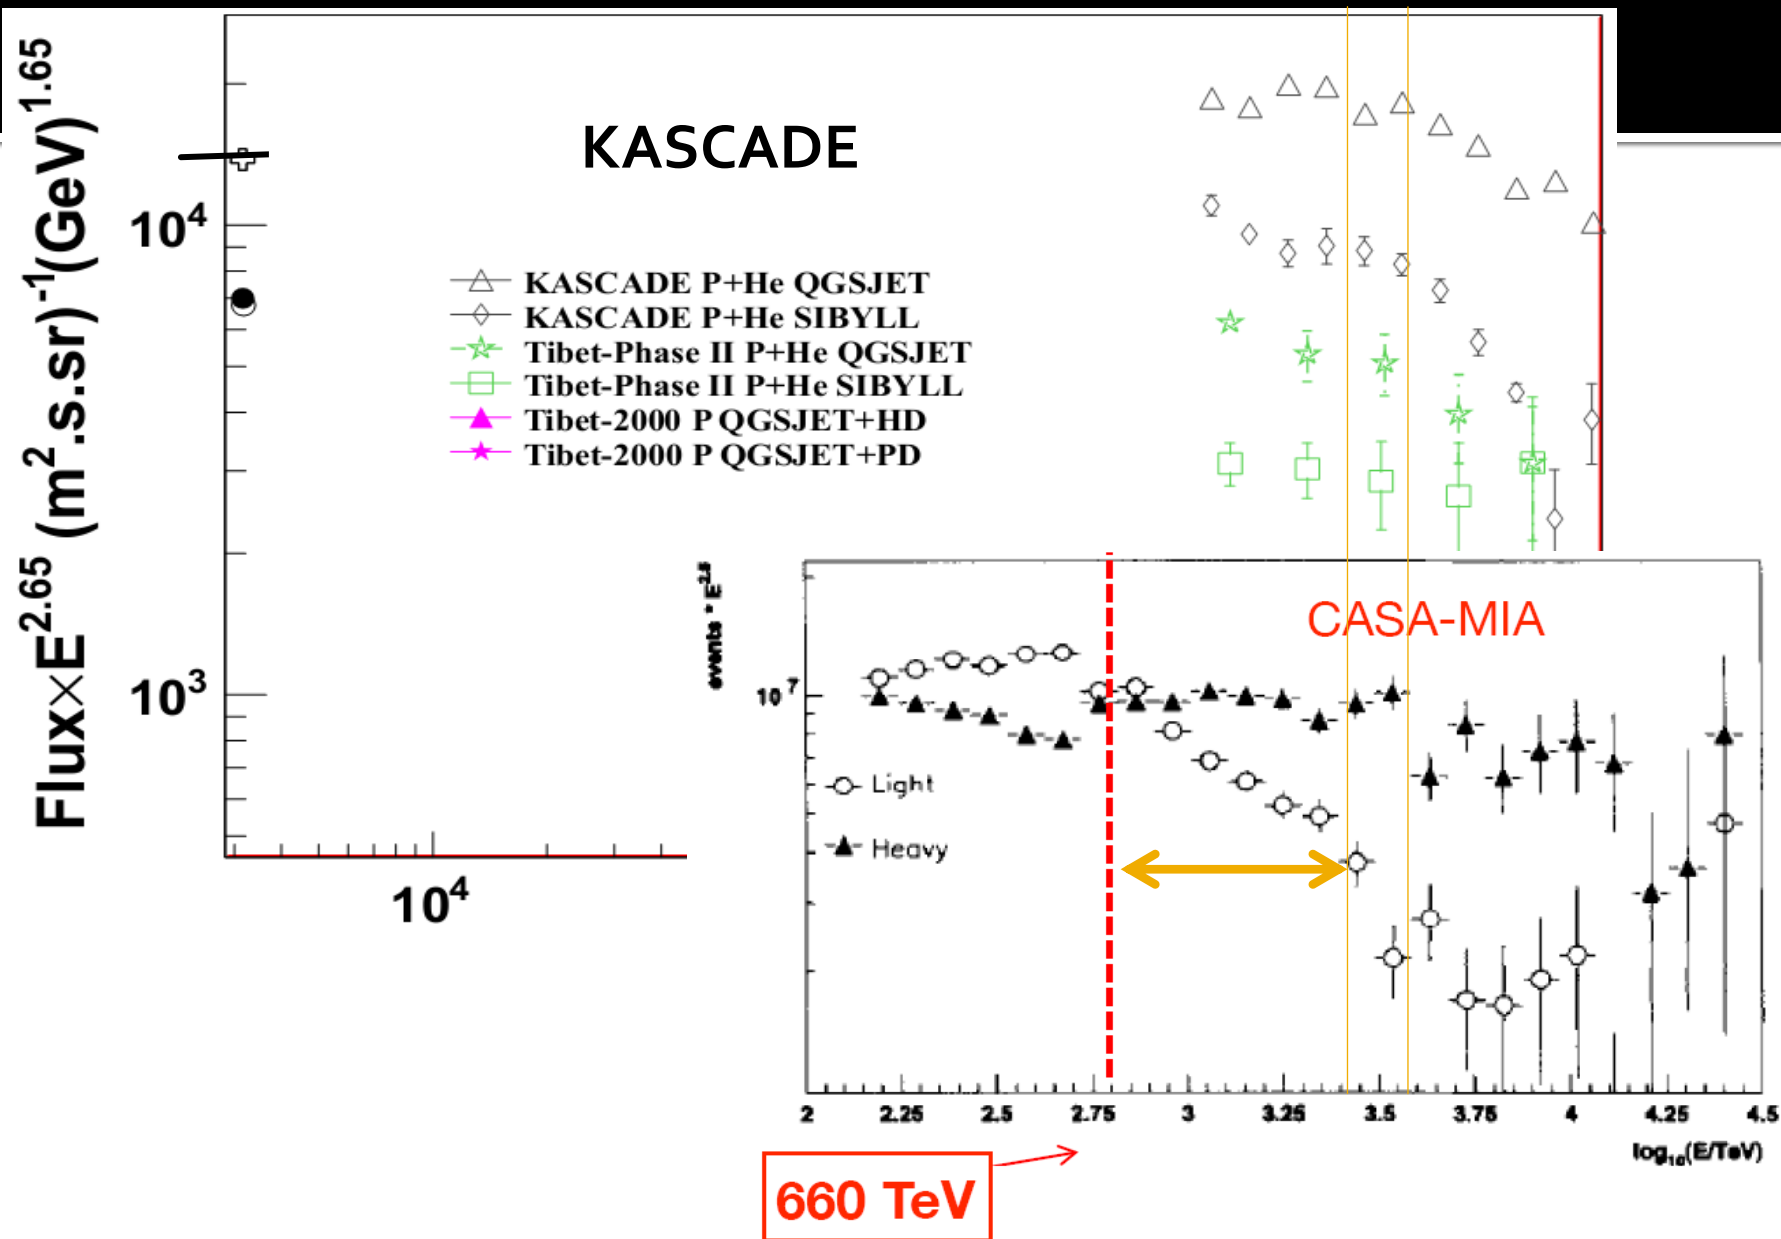 Flux×E^2.65 (m^2.s.sr)^-1(GeV)^1.65
KASCADE
10^4
KASCADE P+He QGSJET
KASCADE P+He SIBYLL
Tibet-Phase II P+He QGSJET
Tibet-Phase II P+He SIBYLL
Tibet-2000 P QGSJET+HD
Tibet-2000 P QGSJET+PD
10^3
10^4
events * E^2.5
CASA-MIA
10^7
Light
Heavy
2 2.25 2.5 2.75 3 3.25 3.5 3.75 4 4.25 4.5
log10(E/TeV)
660 TeV